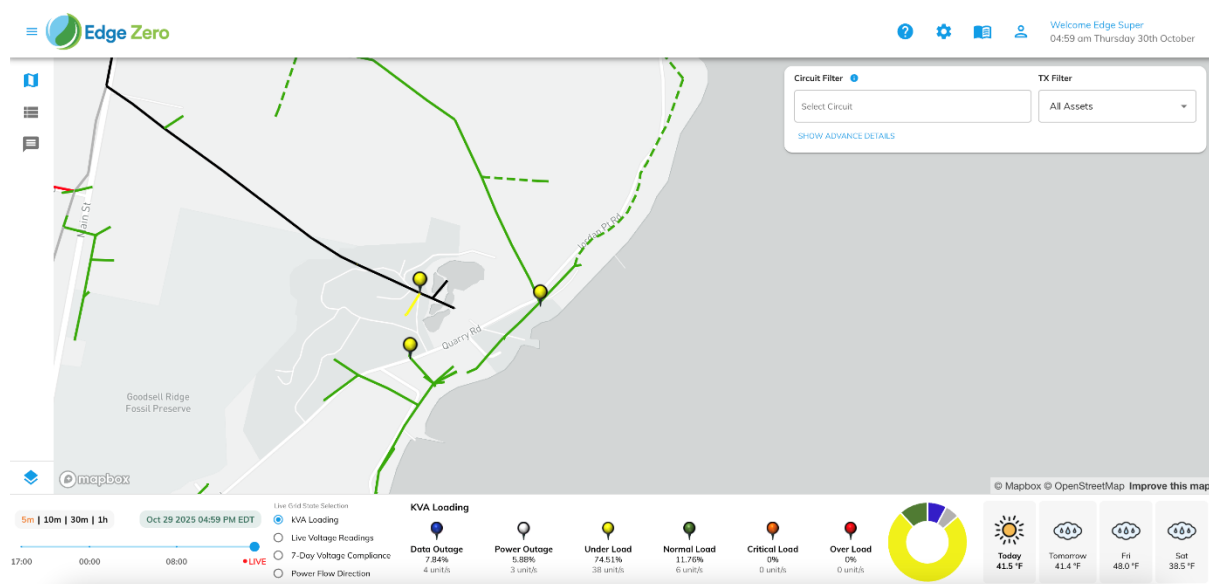 Edge Zero
Welcome Edge Super
04:59 am Thursday 30th October
Circuit Filter
TX Filter
Select Circuit
All Assets
SHOW ADVANCE DETAILS
Main St
Jordan Pt Rd
Quarry Rd
Goodsell Ridge
Fossil Preserve
mapbox
© Mapbox © OpenStreetMap Improve this map
5m | 10m | 30m | 1h
Oct 29 2025 04:59 PM EDT
17:00 00:00 08:00 LIVE
Live Grid State Selection
kVA Loading
Live Voltage Readings
7-Day Voltage Compliance
Power Flow Direction
KVA Loading
Data Outage
7.84%
4 unit/s
Power Outage
5.88%
3 unit/s
Under Load
74.51%
38 unit/s
Normal Load
11.76%
6 unit/s
Critical Load
0%
0 unit/s
Over Load
0%
0 unit/s
Today
41.5 °F
Tomorrow
41.4 °F
Fri
48.0 °F
Sat
38.5 °F